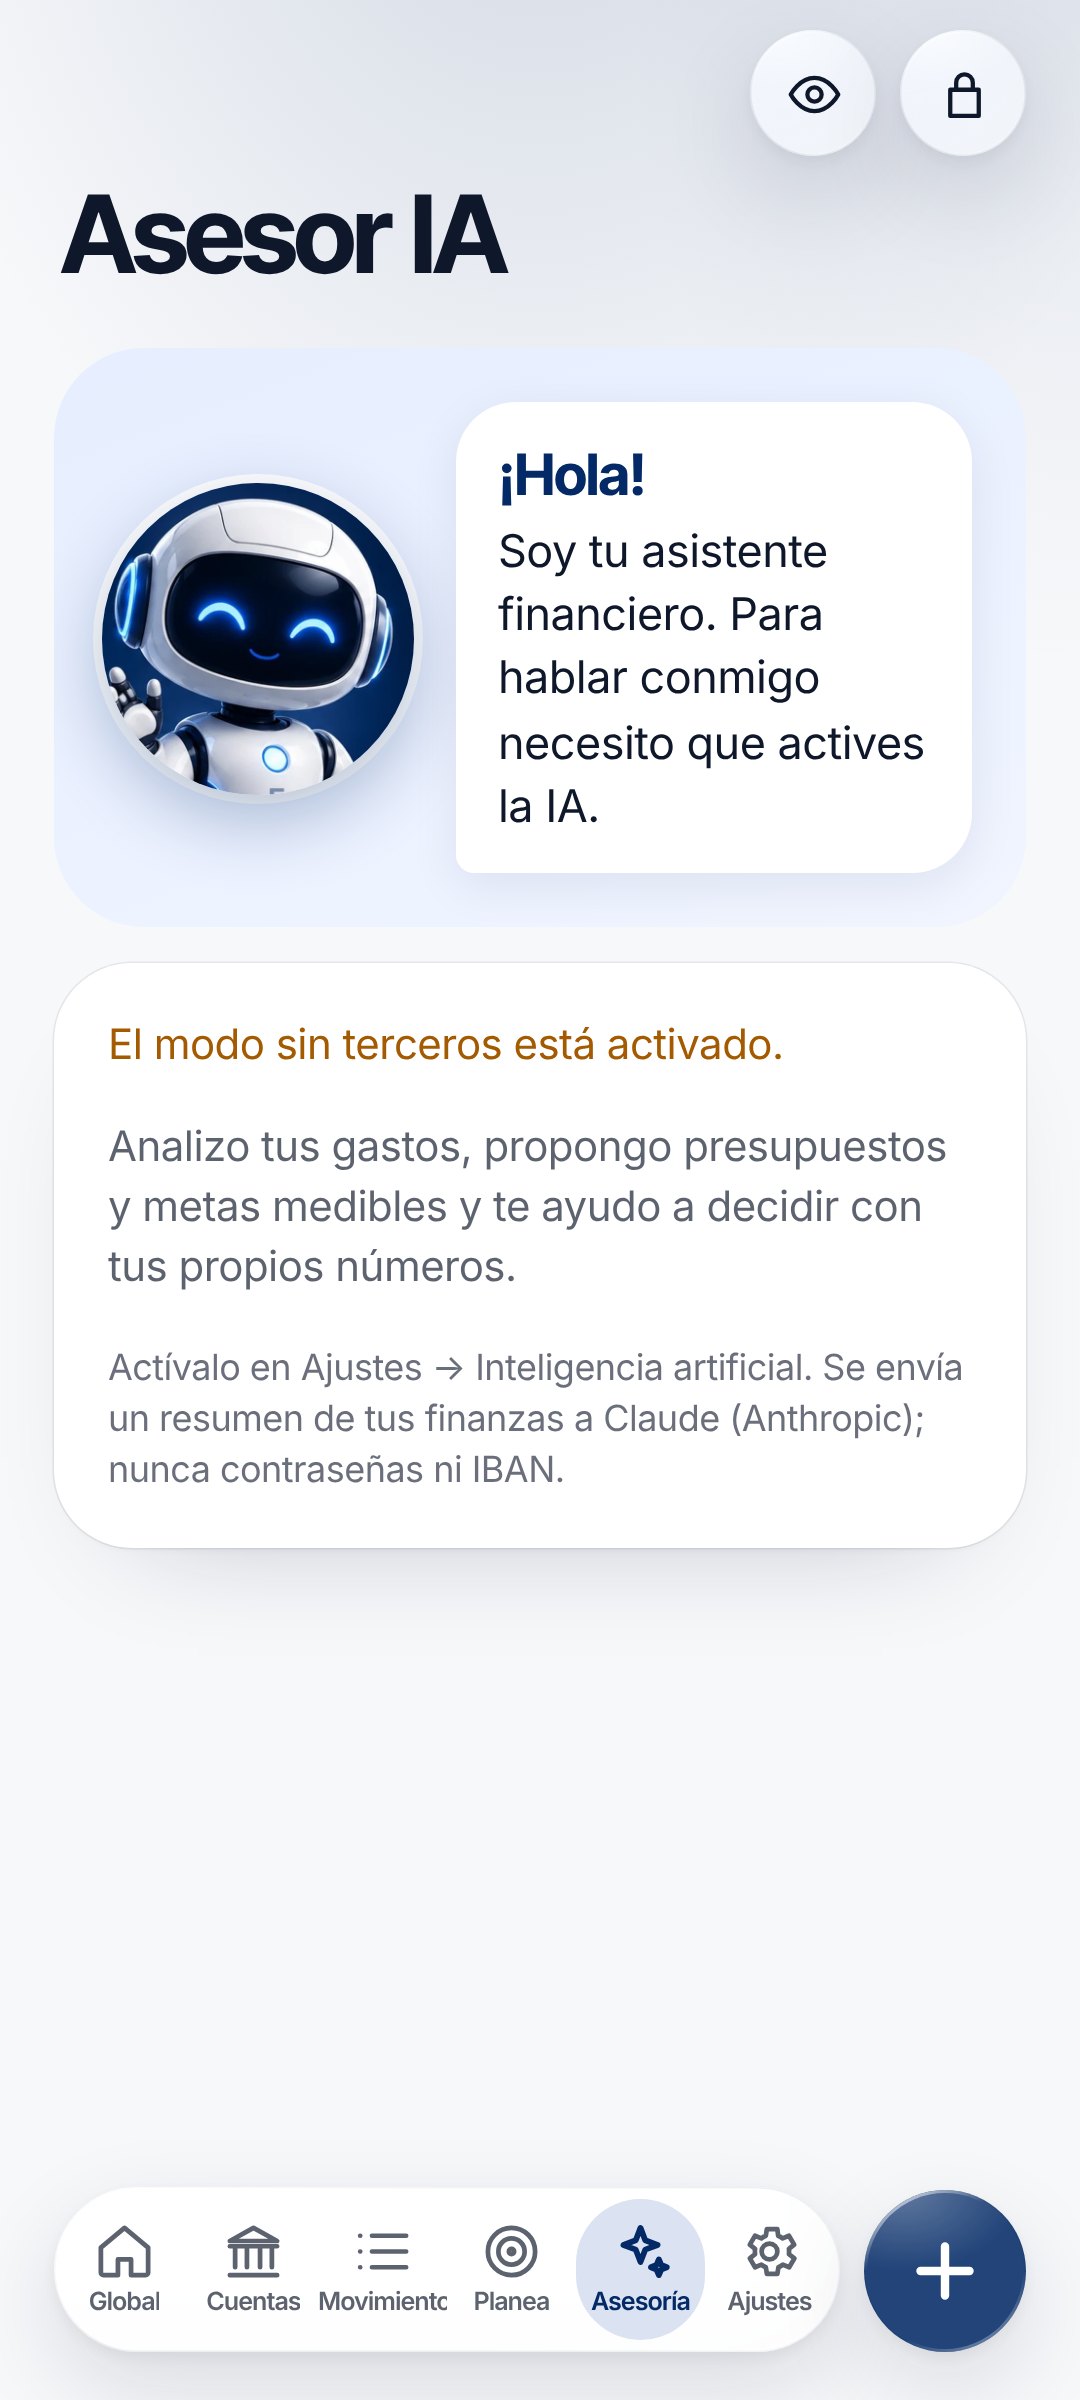 Asesor IA
¡Hola!
Soy tu asistente
financiero. Para
hablar conmigo
necesito que actives
la IA.
El modo sin terceros está activado.
Analizo tus gastos, propongo presupuestos
y metas medibles y te ayudo a decidir con
tus propios números.
Actívalo en Ajustes → Inteligencia artificial. Se envía
un resumen de tus finanzas a Claude (Anthropic);
nunca contraseñas ni IBAN.
Global Cuentas Movimiento Planea Asesoría Ajustes